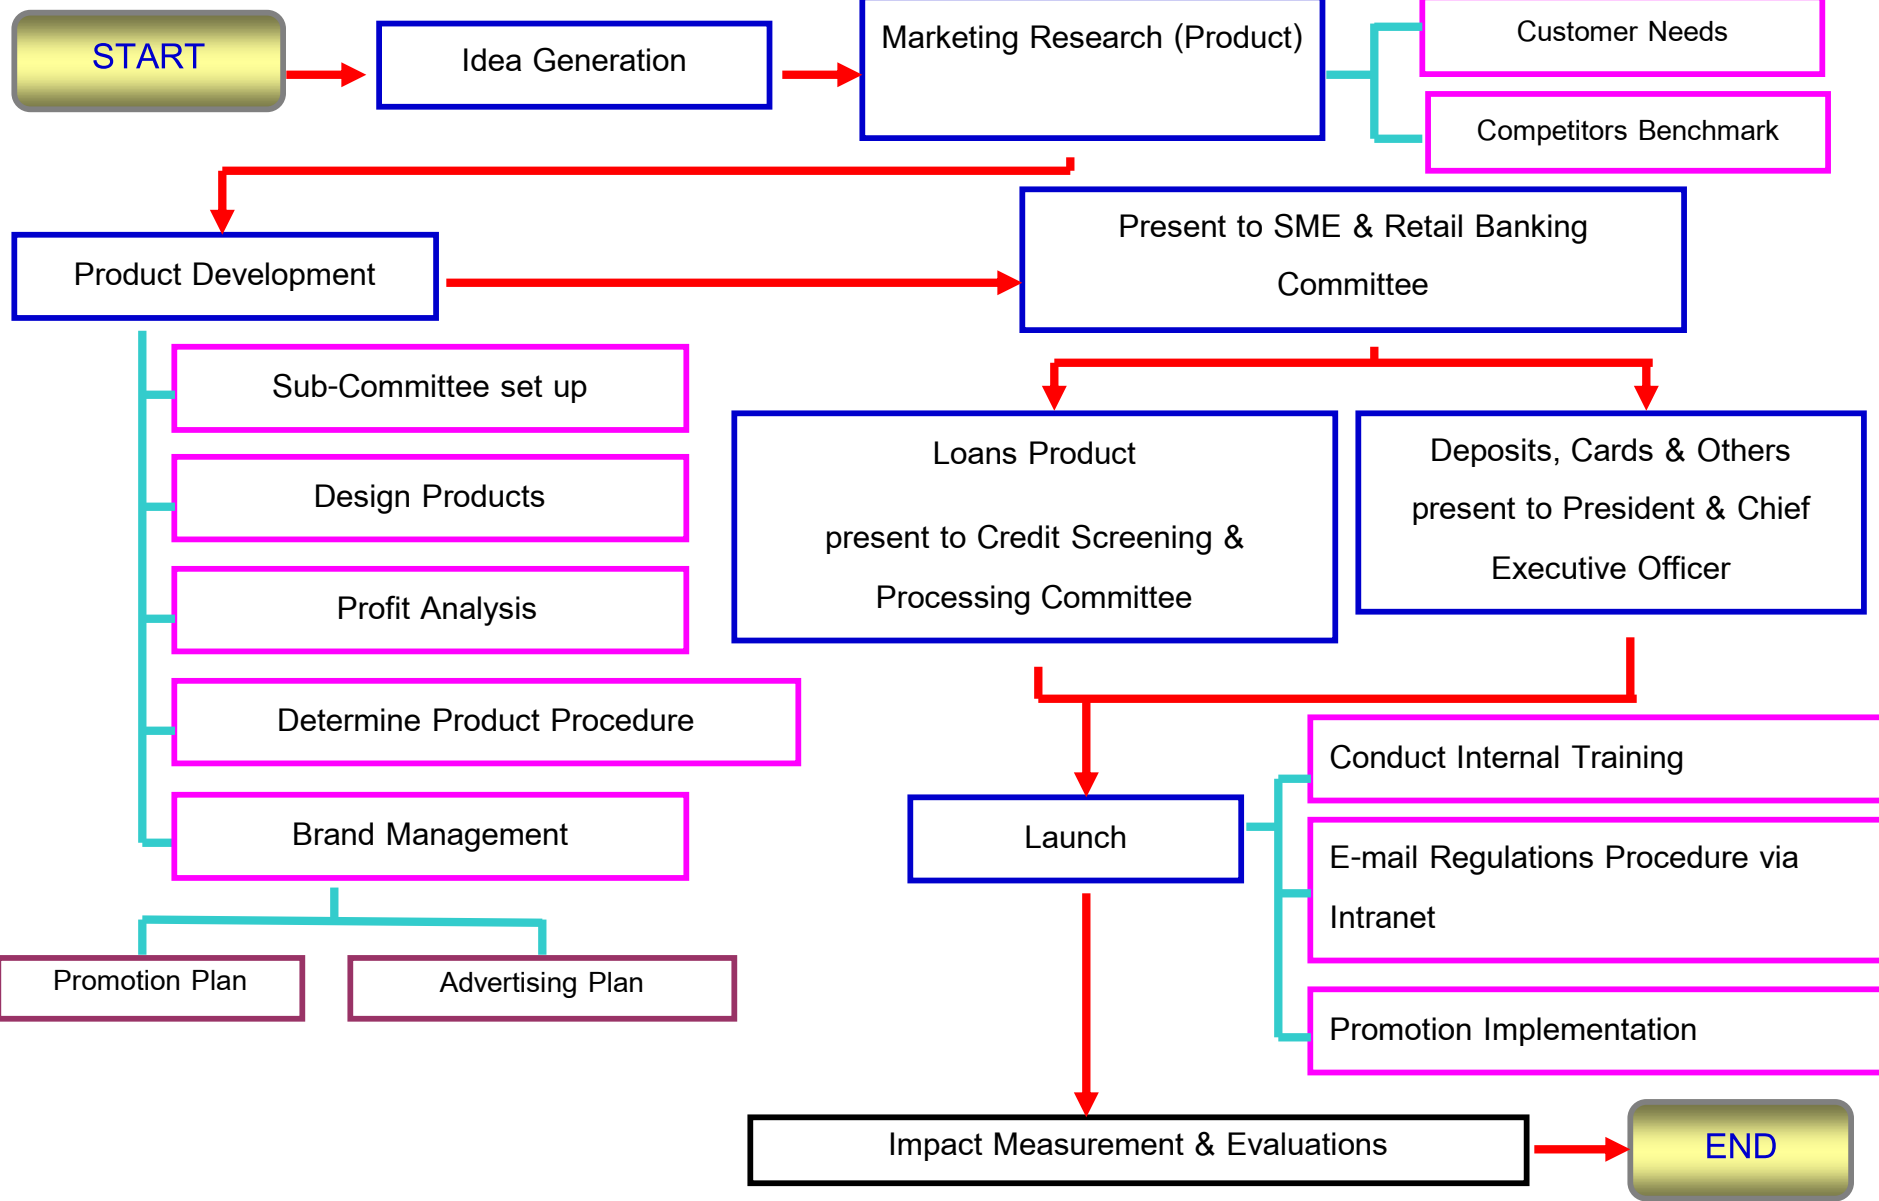 START
Idea Generation
Marketing Research (Product)
Customer Needs
Competitors Benchmark
Product Development
Present to SME & Retail Banking
Committee
Sub-Committee set up
Design Products
Profit Analysis
Determine Product Procedure
Brand Management
Promotion Plan
Advertising Plan
Loans Product
present to Credit Screening &
Processing Committee
Deposits, Cards & Others
present to President & Chief
Executive Officer
Launch
Conduct Internal Training
E-mail Regulations Procedure via
Intranet
Promotion Implementation
Impact Measurement & Evaluations
END